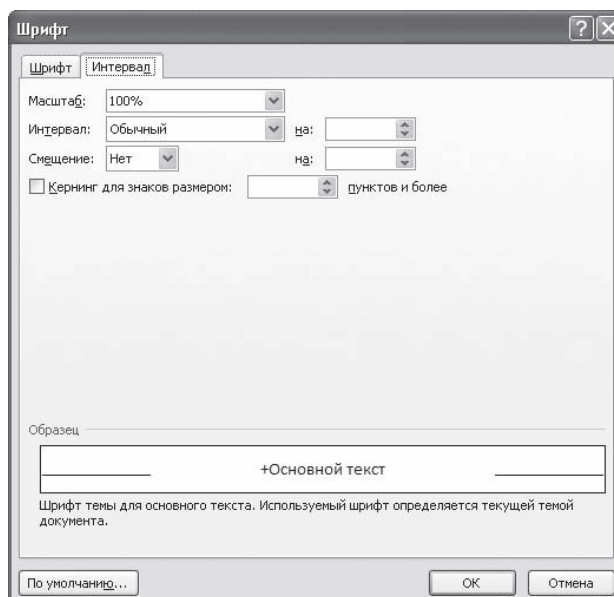 Шрифт
Шрифт Интервал
Масштаб: 100%
Интервал: Обычный на:
Смещение: Нет на:
Кернинг для знаков размером: пунктов и более
Образец
+Основной текст
Шрифт темы для основного текста. Используемый шрифт определяется текущей темой
документа.
По умолчанию... ОК Отмена